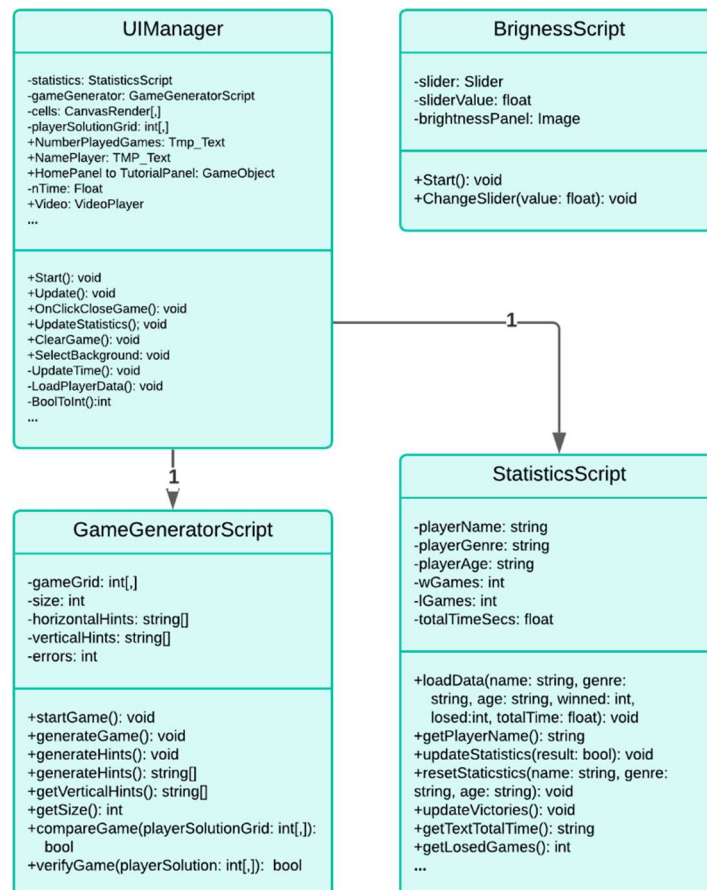 UIManager
-statistics: StatisticsScript
-gameGenerator: GameGeneratorScript
-cells: CanvasRender[,]
-playerSolutionGrid: int[,]
+NumberPlayedGames: Tmp_Text
+NamePlayer: TMP_Text
+HomePanel to TutorialPanel: GameObject
-nTime: Float
+Video: VideoPlayer
...
+Start(): void
+Update(): void
+OnClickCloseGame(): void
+UpdateStatistics(); void
+ClearGame(): void
+SelectBackground: void
-UpdateTime(): void
-LoadPlayerData(): void
-BoolToInt():int
...
BrignessScript
-slider: Slider
-sliderValue: float
-brightnessPanel: Image
+Start(): void
+ChangeSlider(value: float): void
1
1
GameGeneratorScript
-gameGrid: int[,]
-size: int
-horizontalHints: string[]
-verticalHints: string[]
-errors: int
+startGame(): void
+generateGame(): void
+generateHints(): void
+generateHints(): string[]
+getVerticalHints(): string[]
+getSize(): int
+compareGame(playerSolutionGrid: int[,]):
bool
+verifyGame(playerSolution: int[,]): bool
StatisticsScript
-playerName: string
-playerGenre: string
-playerAge: string
-wGames: int
-lGames: int
-totalTimeSecs: float
+loadData(name: string, genre:
string, age: string, winned: int,
losed:int, totalTime: float): void
+getPlayerName(): string
+updateStatistics(result: bool): void
+resetStaticstics(name: string, genre:
string, age: string): void
+updateVictories(): void
+getTextTotalTime(): string
+getLosedGames(): int
...